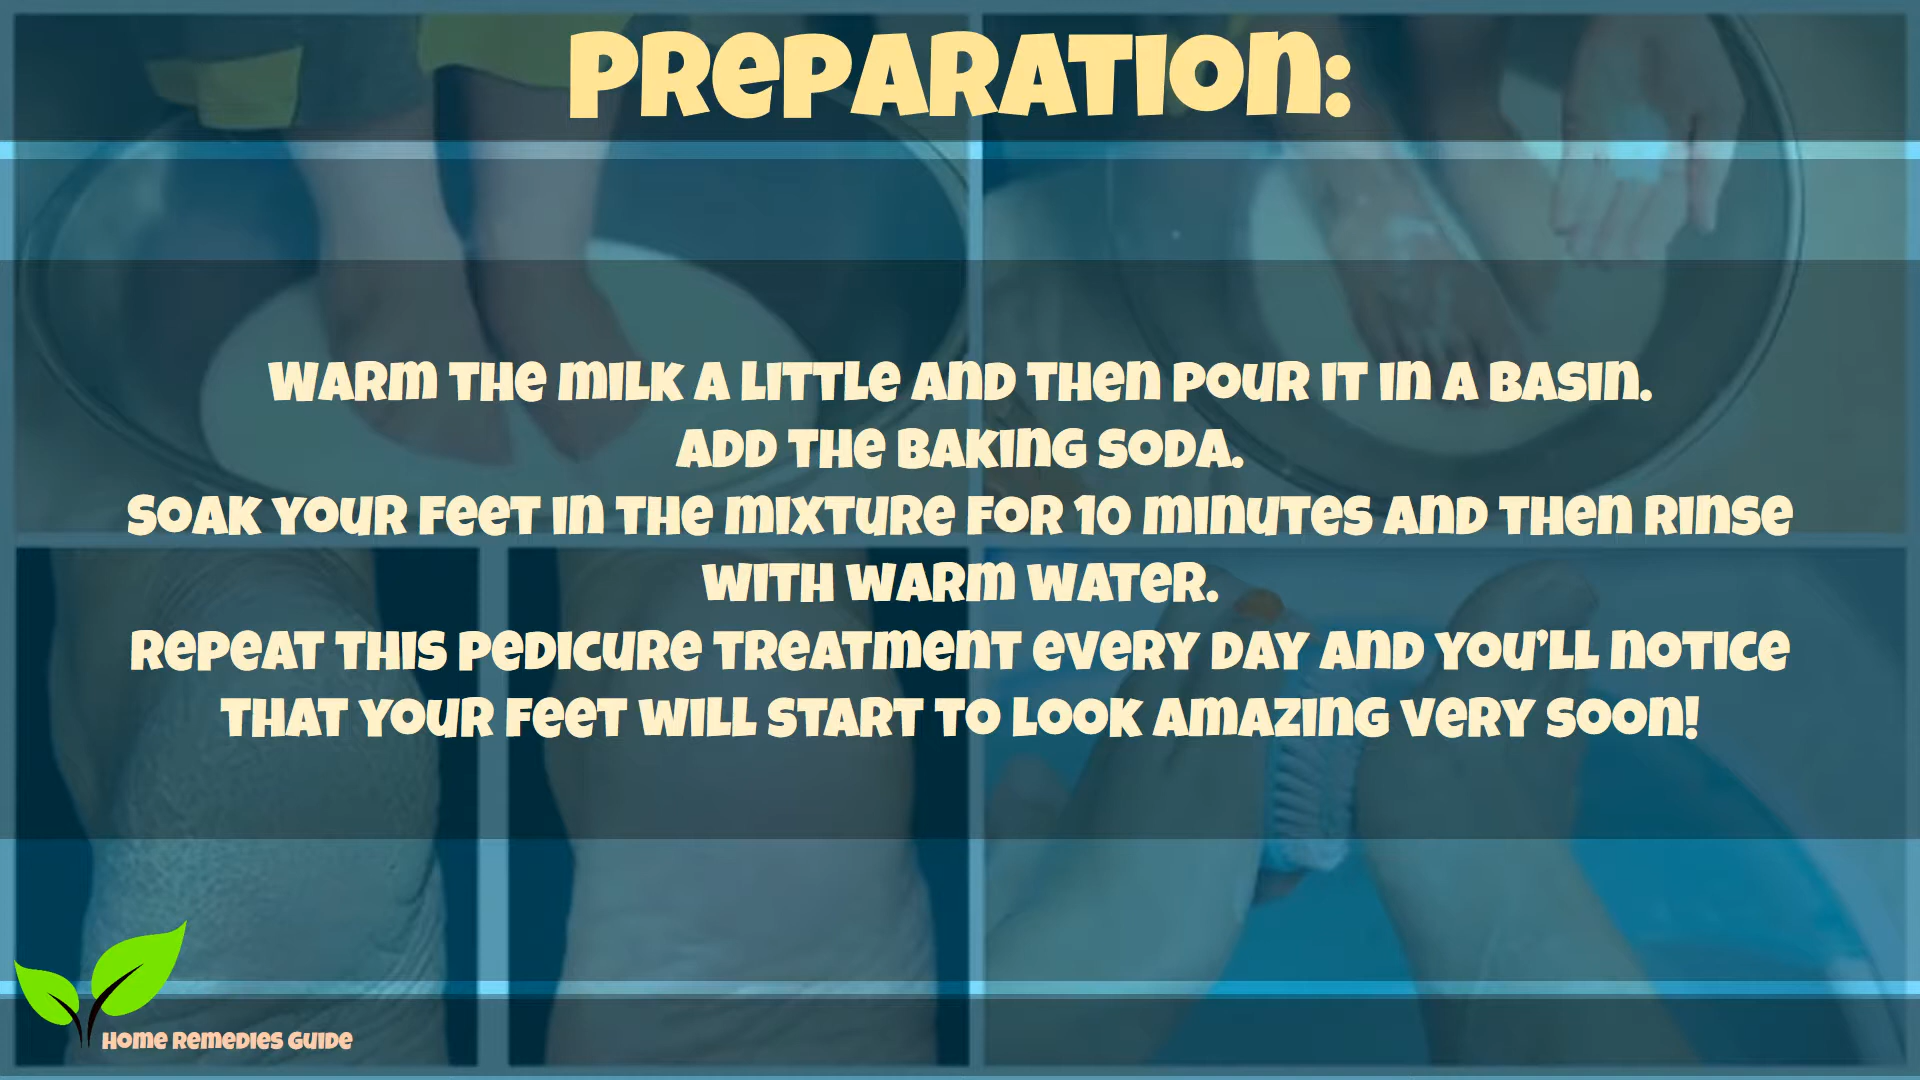 PREPARATION:
WARM THE MILK A LITTLE AND THEN POUR IT IN A BASIN.
ADD THE BAKING SODA.
SOAK YOUR FEET IN THE MIXTURE FOR 10 MINUTES AND THEN RINSE
WITH WARM WATER.
REPEAT THIS PEDICURE TREATMENT EVERY DAY AND YOU'LL NOTICE
THAT YOUR FEET WILL START TO LOOK AMAZING VERY SOON!
HOME REMEDIES GUIDE